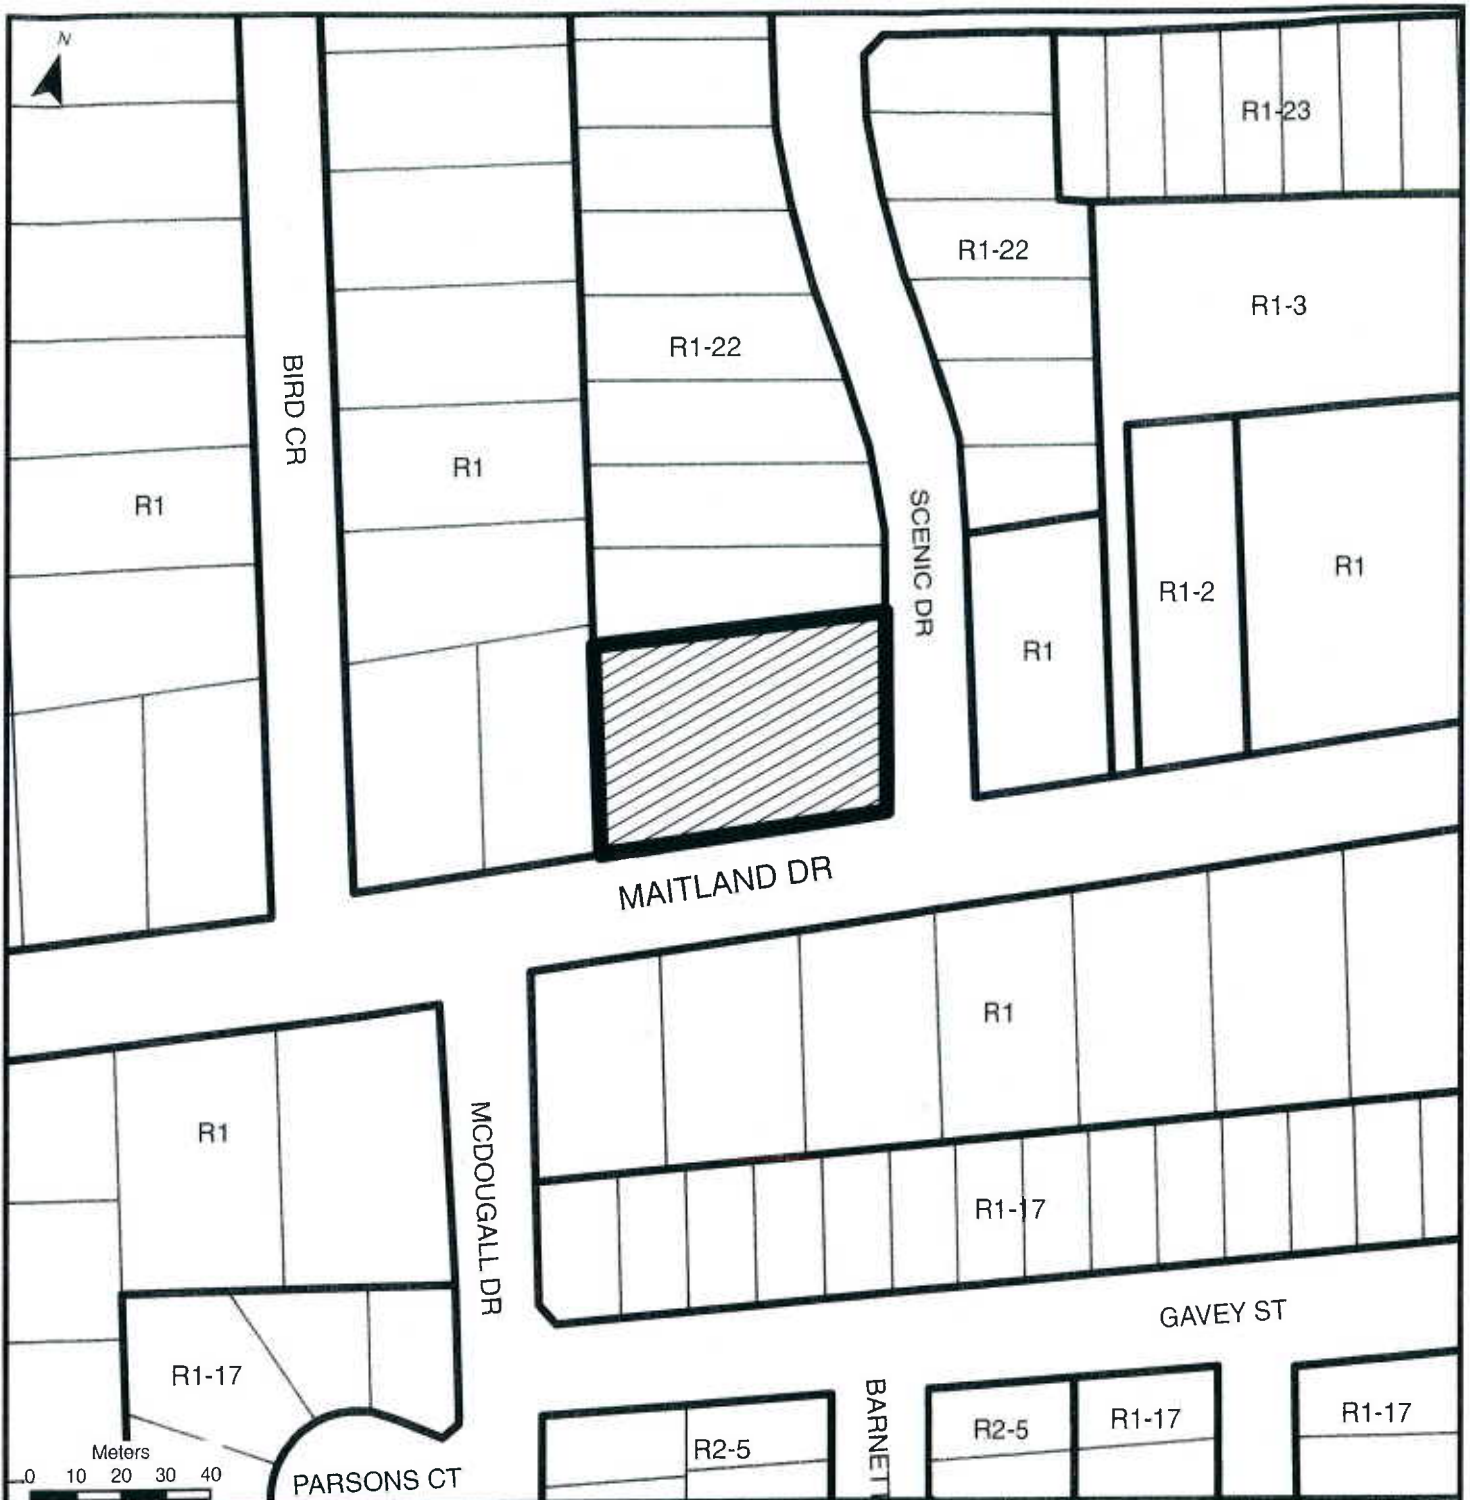 N
R1-23
R1-22
R1-3
R1-22
BIRD CR
R1
R1
SCENIC DR
R1
R1-2
R1
MAITLAND DR
R1
R1
MCDOUGALL DR
R1-17
GAVEY ST
R1-17
BARNETT
R2-5
R2-5
R1-17
R1-17
Meters
0 10 20 30 40
PARSONS CT